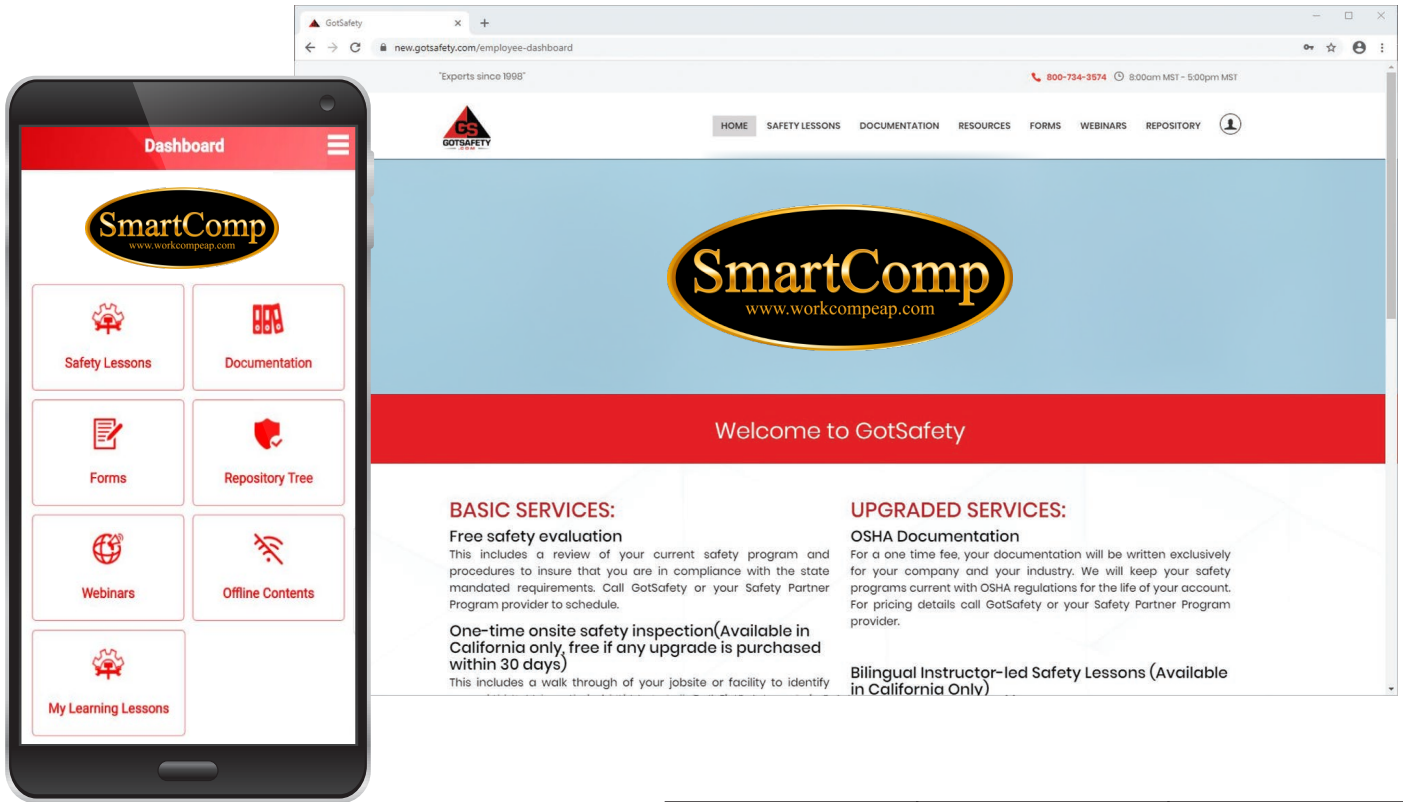 GotSafety
new.gotsafety.com/employee-dashboard
"Experts since 1998"
800-734-3574 8:00am MST - 5:00pm MST
GS
GOTSAFETY
.COM
HOME SAFETY LESSONS DOCUMENTATION RESOURCES FORMS WEBINARS REPOSITORY
SmartComp
www.workcompeap.com
Welcome to GotSafety
BASIC SERVICES:
Free safety evaluation
This includes a review of your current safety program and
procedures to insure that you are in compliance with the state
mandated requirements. Call GotSafety or your Safety Partner
Program provider to schedule.
One-time onsite safety inspection(Available in
California only, free if any upgrade is purchased
within 30 days)
This includes a walk through of your jobsite or facility to identify
UPGRADED SERVICES:
OSHA Documentation
For a one time fee, your documentation will be written exclusively
for your company and your industry. We will keep your safety
programs current with OSHA regulations for the life of your account.
For pricing details call GotSafety or your Safety Partner Program
provider.
Bilingual Instructor-led Safety Lessons (Available
in California Only)
Dashboard
SmartComp
www.workcompeap.com
Safety Lessons
Documentation
Forms
Repository Tree
Webinars
Offline Contents
My Learning Lessons